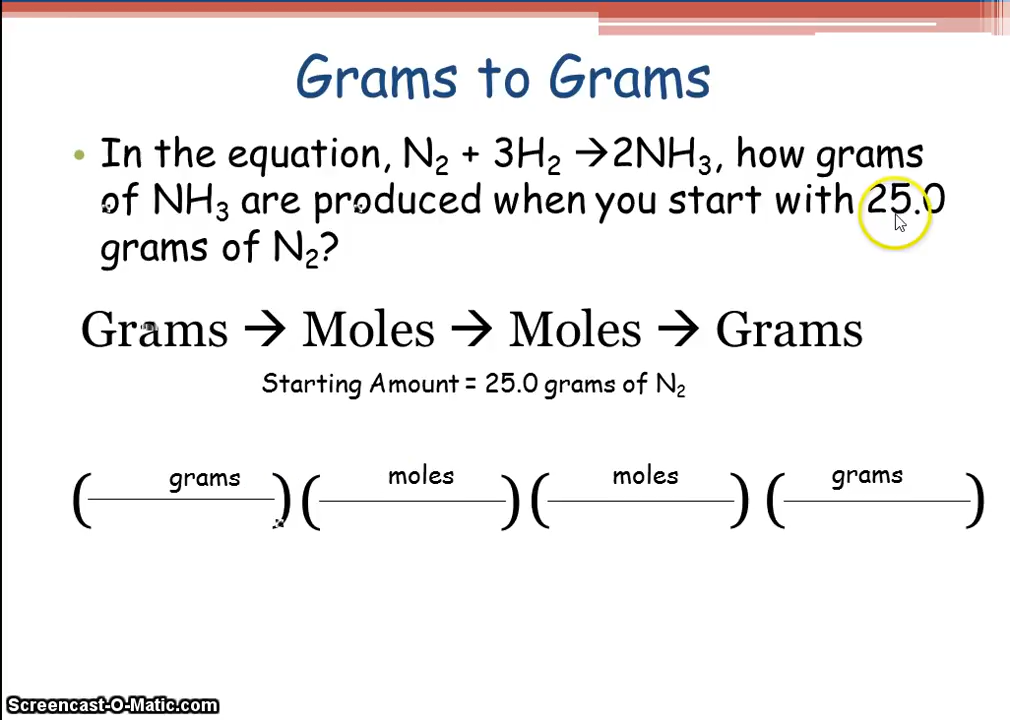 Grams to Grams
• In the equation, N₂ + 3H₂ →2NH₃, how grams
of NH₃ are produced when you start with 25.0
grams of N₂?
Grams → Moles → Moles → Grams
Starting Amount = 25.0 grams of N₂
( grams ) ( moles ) ( moles ) ( grams )
Screencast-O-Matic.com